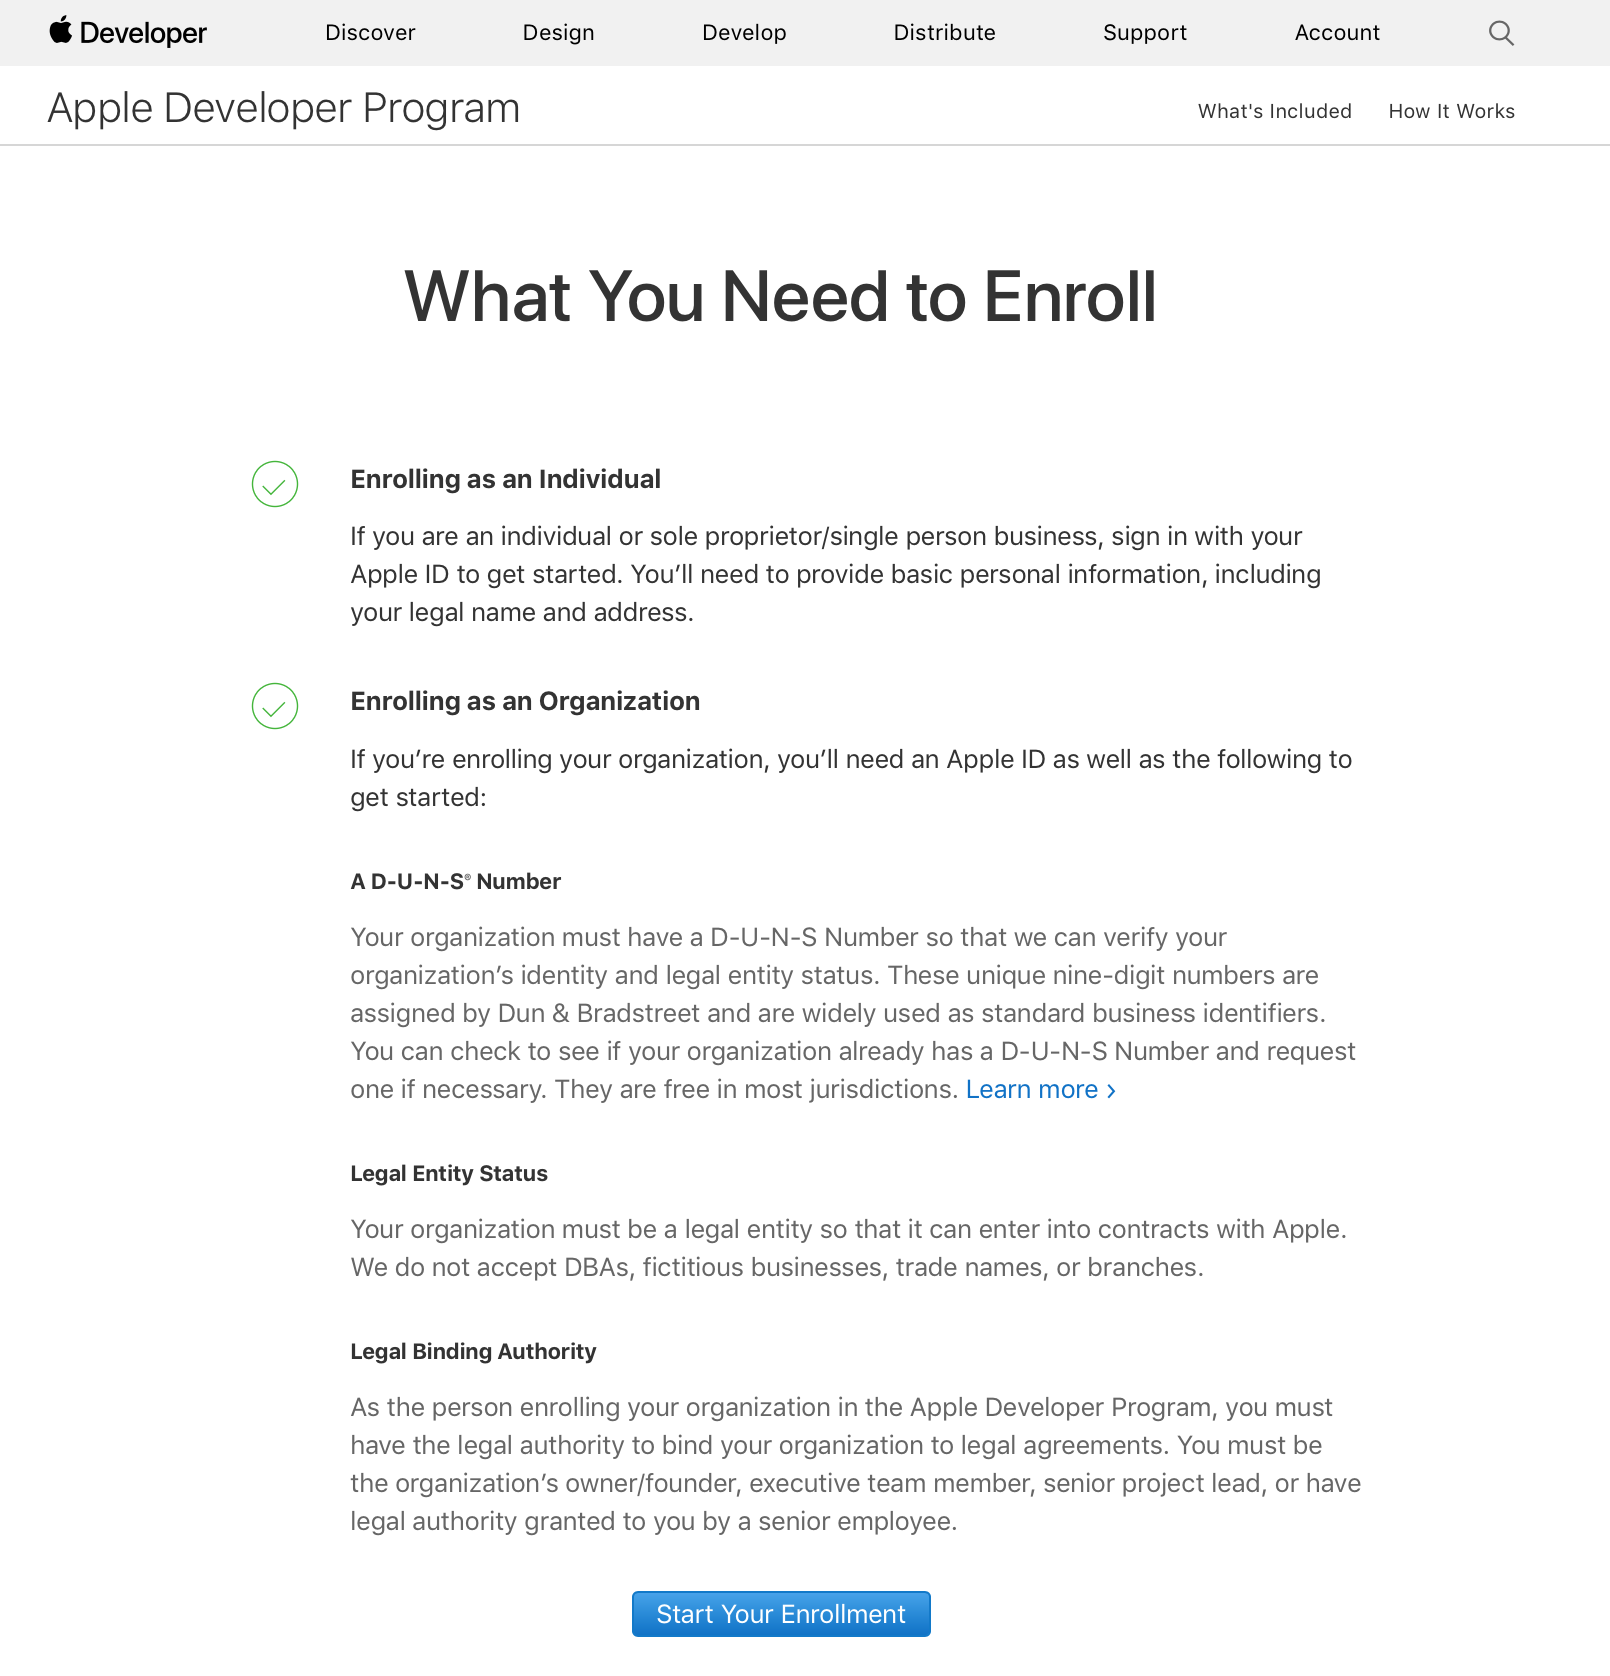 Developer Discover Design Develop Distribute Support Account
Apple Developer Program What's Included How It Works
What You Need to Enroll
Enrolling as an Individual
If you are an individual or sole proprietor/single person business, sign in with your
Apple ID to get started. You’ll need to provide basic personal information, including
your legal name and address.
Enrolling as an Organization
If you’re enrolling your organization, you’ll need an Apple ID as well as the following to
get started:
A D-U-N-S® Number
Your organization must have a D-U-N-S Number so that we can verify your
organization’s identity and legal entity status. These unique nine-digit numbers are
assigned by Dun & Bradstreet and are widely used as standard business identifiers.
You can check to see if your organization already has a D-U-N-S Number and request
one if necessary. They are free in most jurisdictions. Learn more ›
Legal Entity Status
Your organization must be a legal entity so that it can enter into contracts with Apple.
We do not accept DBAs, fictitious businesses, trade names, or branches.
Legal Binding Authority
As the person enrolling your organization in the Apple Developer Program, you must
have the legal authority to bind your organization to legal agreements. You must be
the organization’s owner/founder, executive team member, senior project lead, or have
legal authority granted to you by a senior employee.
Start Your Enrollment